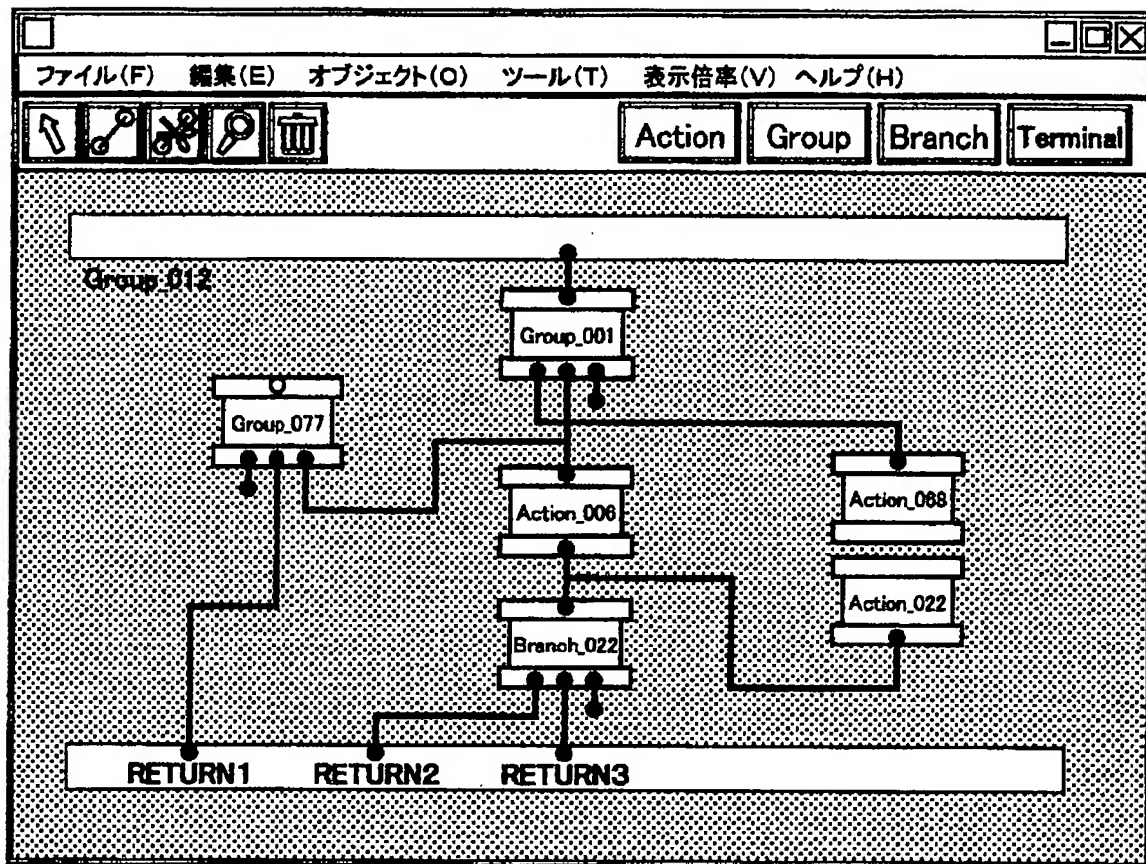 ファイル(F) 編集(E) オブジェクト(O) ツール(T) 表示倍率(V) ヘルプ(H)
Action Group Branch Terminal
Group_012
Group_001
Group_077
Action_068
Action_006
Action_022
Branch_022
RETURN1 RETURN2 RETURN3